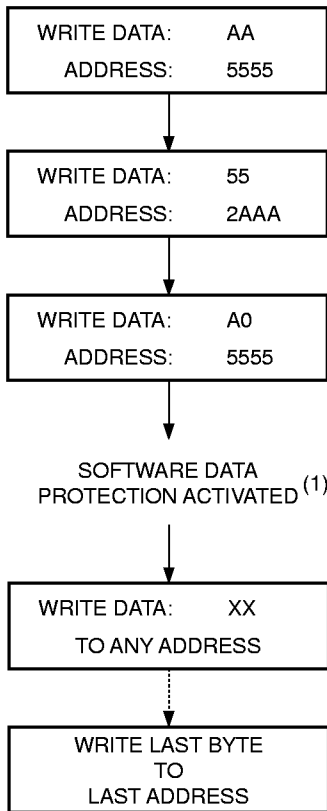 WRITE DATA: AA
ADDRESS: 5555
WRITE DATA: 55
ADDRESS: 2AAA
WRITE DATA: A0
ADDRESS: 5555
SOFTWARE DATA
PROTECTION ACTIVATED (1)
WRITE DATA: XX
TO ANY ADDRESS
WRITE LAST BYTE
TO
LAST ADDRESS